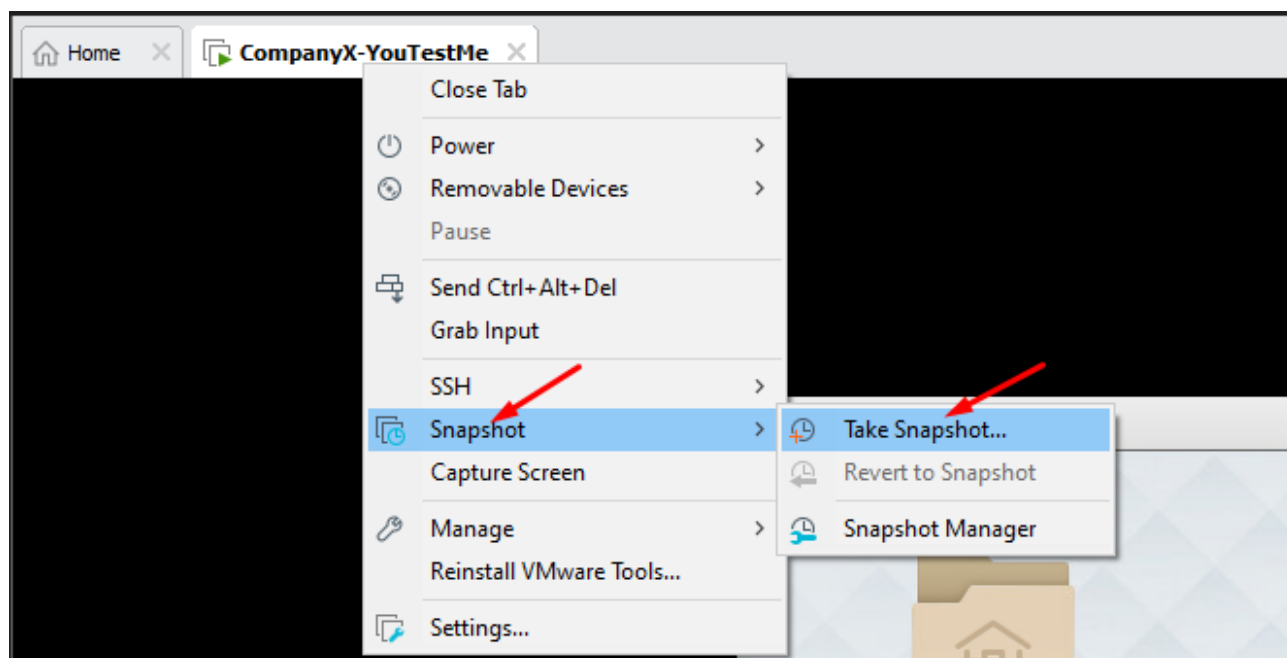 Home
CompanyX-YouTestMe
Close Tab
Power
Removable Devices
Pause
Send Ctrl+Alt+Del
Grab Input
SSH
Snapshot
Take Snapshot...
Capture Screen
Revert to Snapshot
Manage
Snapshot Manager
Reinstall VMware Tools...
Settings...